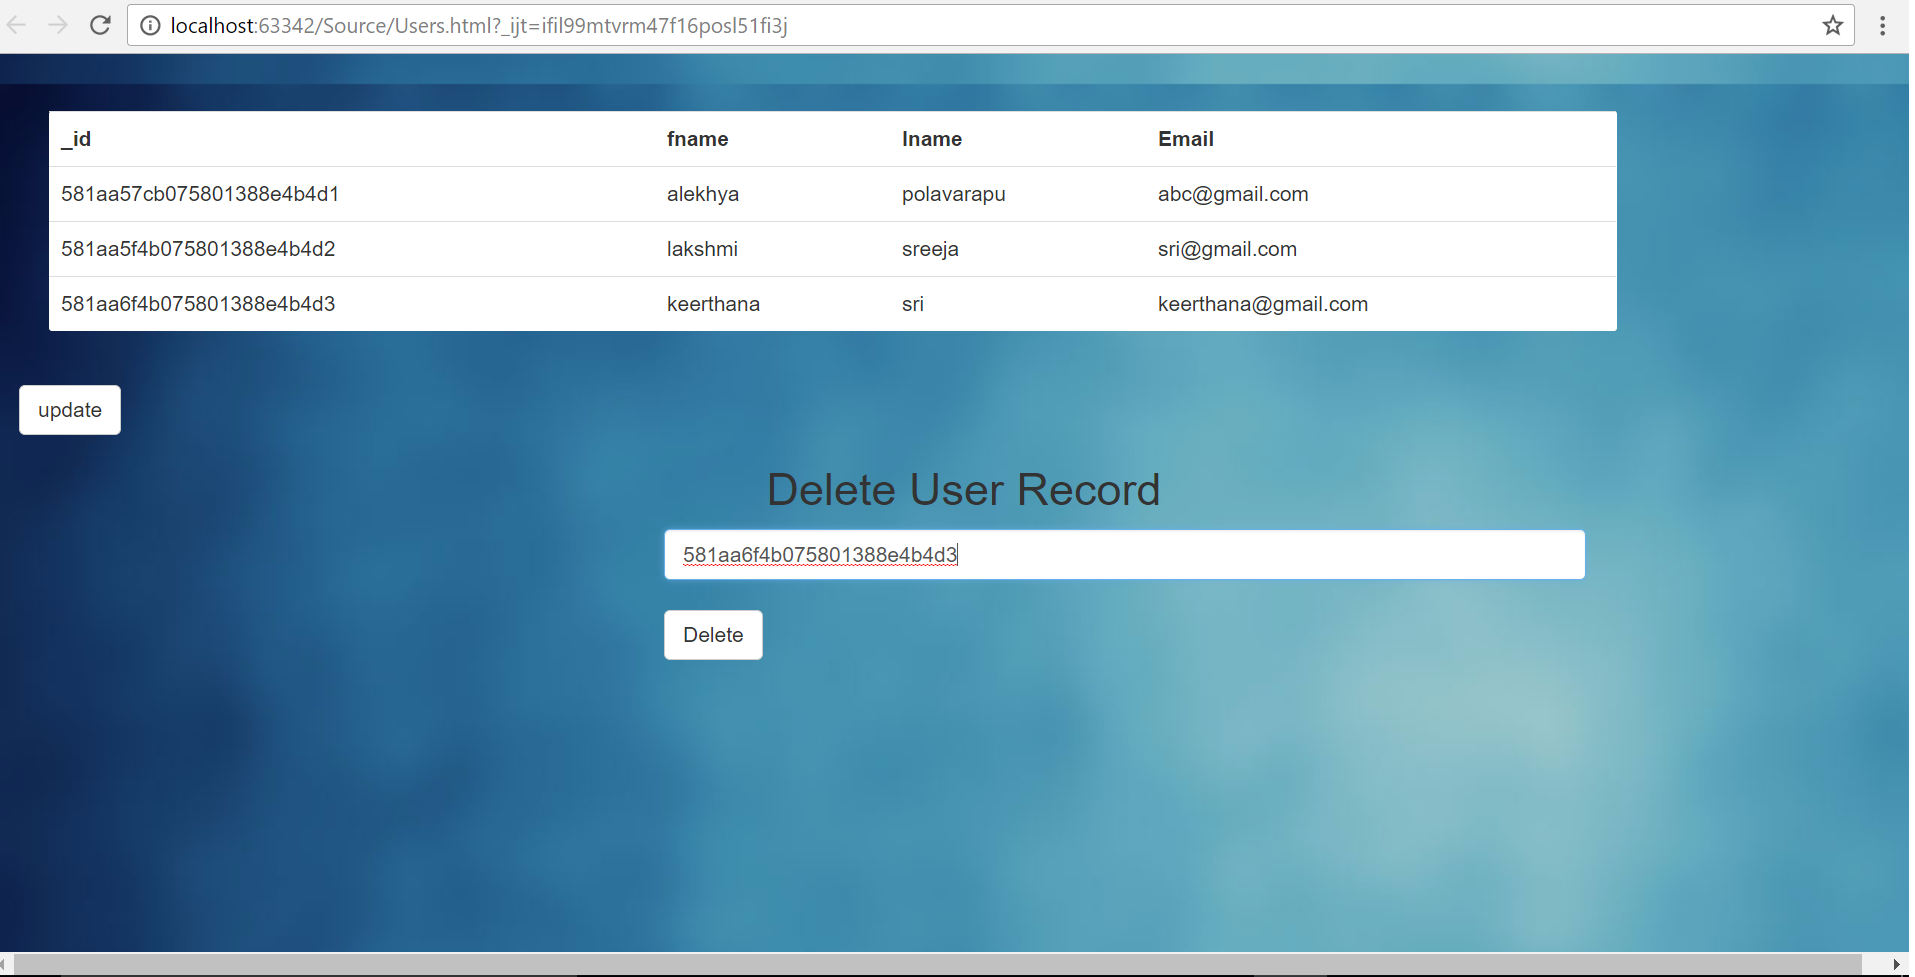 localhost:63342/Source/Users.html?_ijt=ifil99mtvrm47f16posl51fi3j
_id fname lname Email
581aa57cb075801388e4b4d1 alekhya polavarapu abc@gmail.com
581aa5f4b075801388e4b4d2 lakshmi sreeja sri@gmail.com
581aa6f4b075801388e4b4d3 keerthana sri keerthana@gmail.com
update
Delete User Record
581aa6f4b075801388e4b4d3
Delete